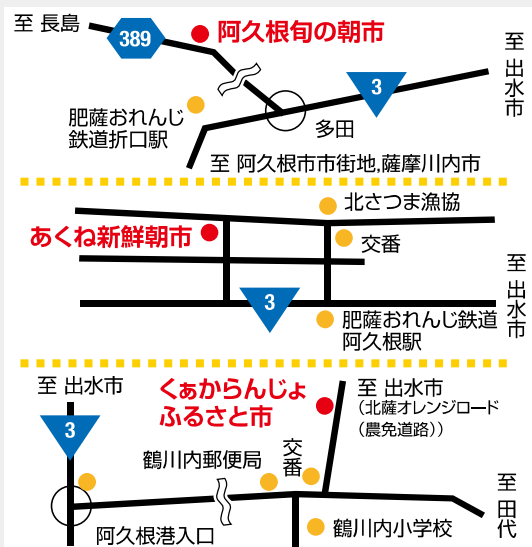 至 長島
389
阿久根旬の朝市
至 出水市
3
肥薩おれんじ
鉄道折口駅
多田
至 阿久根市市街地,薩摩川内市
北さつま漁協
あくね新鮮朝市
交番
至 出水市
3
肥薩おれんじ鉄道
阿久根駅
至 出水市
くぁからんじょ
ふるさと市
至 出水市
(北薩オレンジロード
(農免道路))
3
鶴川内郵便局
交番
至 田代
阿久根港入口
鶴川内小学校